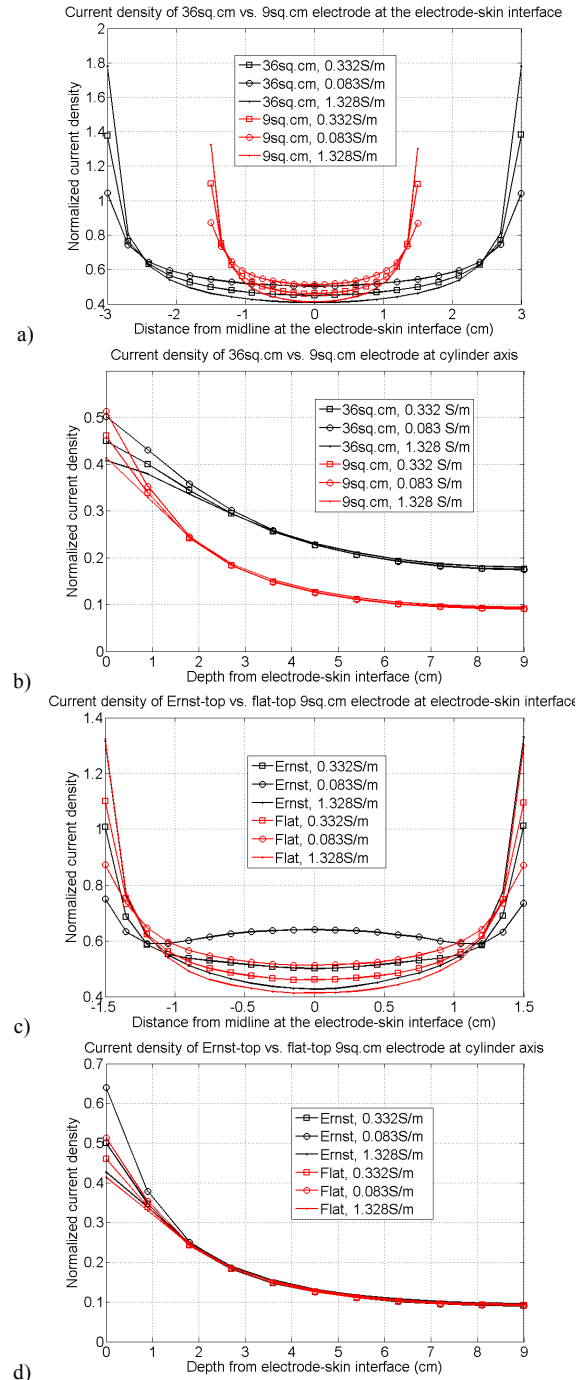 Current density of 36sq.cm vs. 9sq.cm electrode at the electrode-skin interface
2
1.8
1.6
1.4
1.2
1
0.8
0.6
0.4
Normalized current density
36sq.cm, 0.332S/m
36sq.cm, 0.083S/m
36sq.cm, 1.328S/m
9sq.cm, 0.332S/m
9sq.cm, 0.083S/m
9sq.cm, 1.328S/m
-3 -2 -1 0 1 2 3
Distance from midline at the electrode-skin interface (cm)
a)
Current density of 36sq.cm vs. 9sq.cm electrode at cylinder axis
0.5
0.4
0.3
0.2
0.1
0
Normalized current density
36sq.cm, 0.332 S/m
36sq.cm, 0.083 S/m
36sq.cm, 1.328 S/m
9sq.cm, 0.332 S/m
9sq.cm, 0.083 S/m
9sq.cm, 1.328 S/m
0 1 2 3 4 5 6 7 8 9
Depth from electrode-skin interface (cm)
b)
Current density of Ernst-top vs. flat-top 9sq.cm electrode at electrode-skin interface
1.4
1.2
1
0.8
0.6
0.4
Normalized current density
Ernst, 0.332S/m
Ernst, 0.083S/m
Ernst, 1.328S/m
Flat, 0.332S/m
Flat, 0.083S/m
Flat, 1.328S/m
-1.5 -1 -0.5 0 0.5 1 1.5
Distance from midline at the electrode-skin interface (cm)
c)
Current density of Ernst-top vs. flat-top 9sq.cm electrode at cylinder axis
0.7
0.6
0.5
0.4
0.3
0.2
0.1
0
Normalized current density
Ernst, 0.332S/m
Ernst, 0.083S/m
Ernst, 1.328S/m
Flat, 0.332S/m
Flat, 0.083S/m
Flat, 1.328S/m
0 1 2 3 4 5 6 7 8 9
Depth from electrode-skin interface (cm)
d)